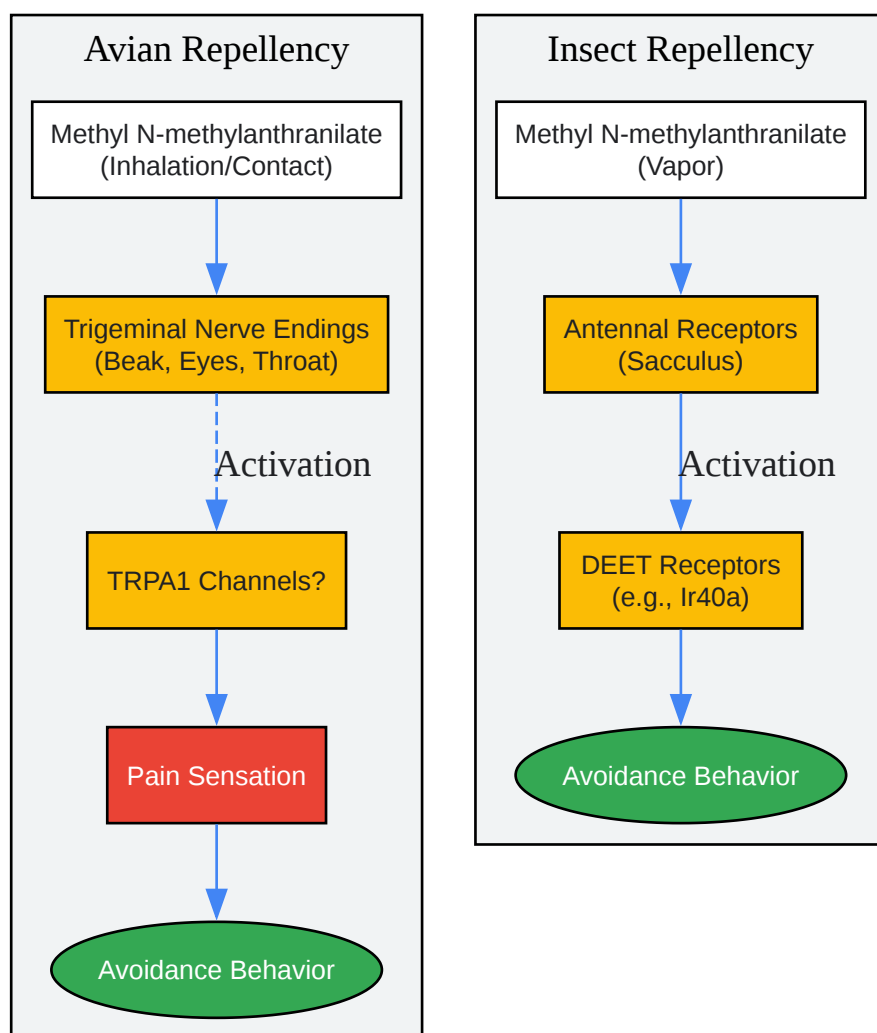 Avian Repellency
Methyl N-methylanthranilate
(Inhalation/Contact)
Trigeminal Nerve Endings
(Beak, Eyes, Throat)
Activation
TRPA1 Channels?
Pain Sensation
Avoidance Behavior
Insect Repellency
Methyl N-methylanthranilate
(Vapor)
Antennal Receptors
(Sacculus)
Activation
DEET Receptors
(e.g., Ir40a)
Avoidance Behavior